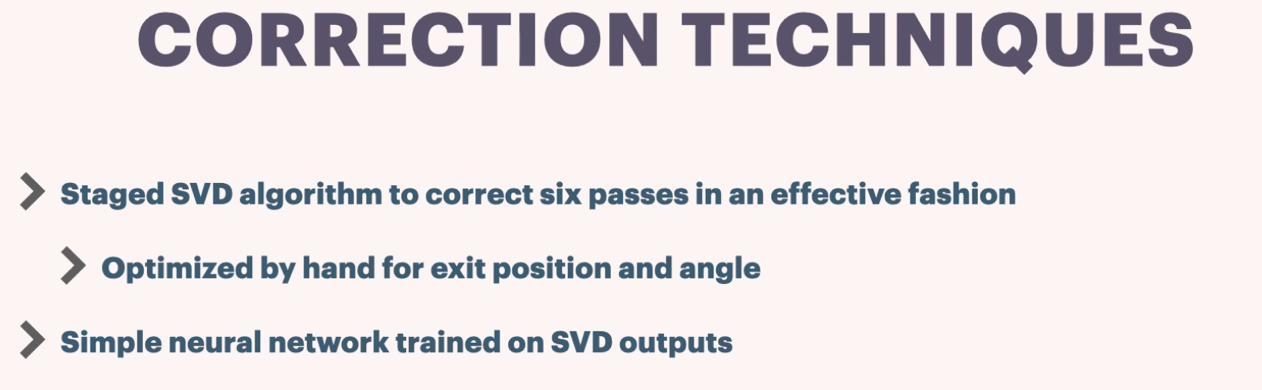 CORRECTION TECHNIQUES
Staged SVD algorithm to correct six passes in an effective fashion
Optimized by hand for exit position and angle
Simple neural network trained on SVD outputs